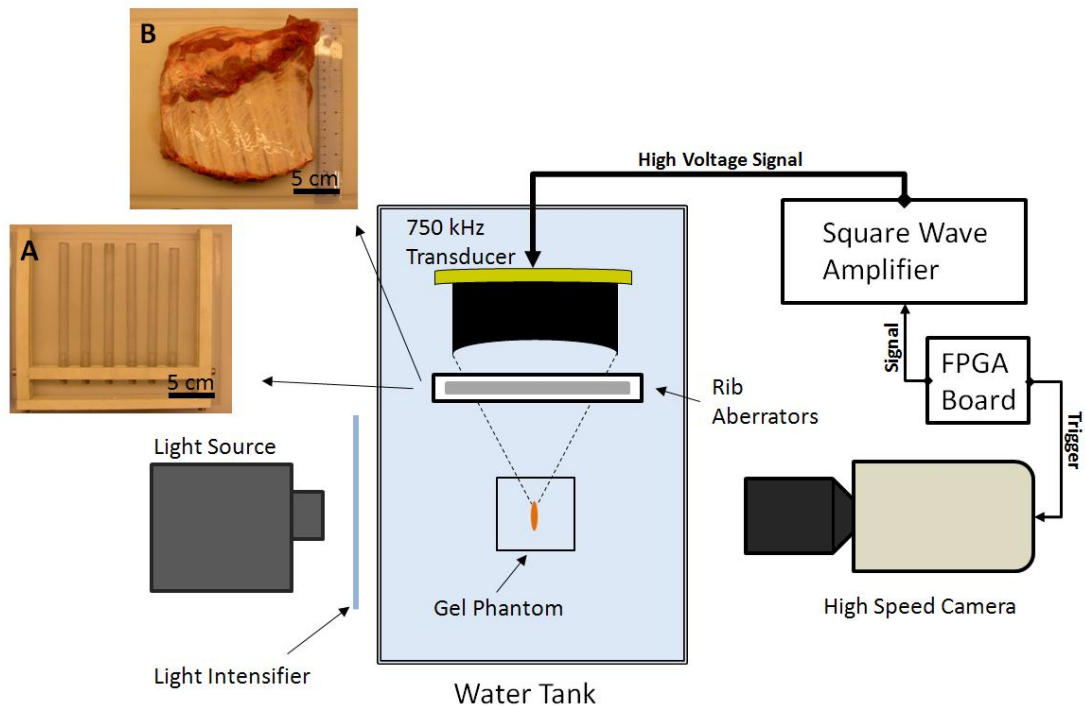 B
5 cm
A
5 cm
High Voltage Signal
750 kHz
Transducer
Square Wave
Amplifier
Signal
FPGA
Board
Trigger
Rib
Aberrators
Light Source
Gel Phantom
High Speed Camera
Light Intensifier
Water Tank